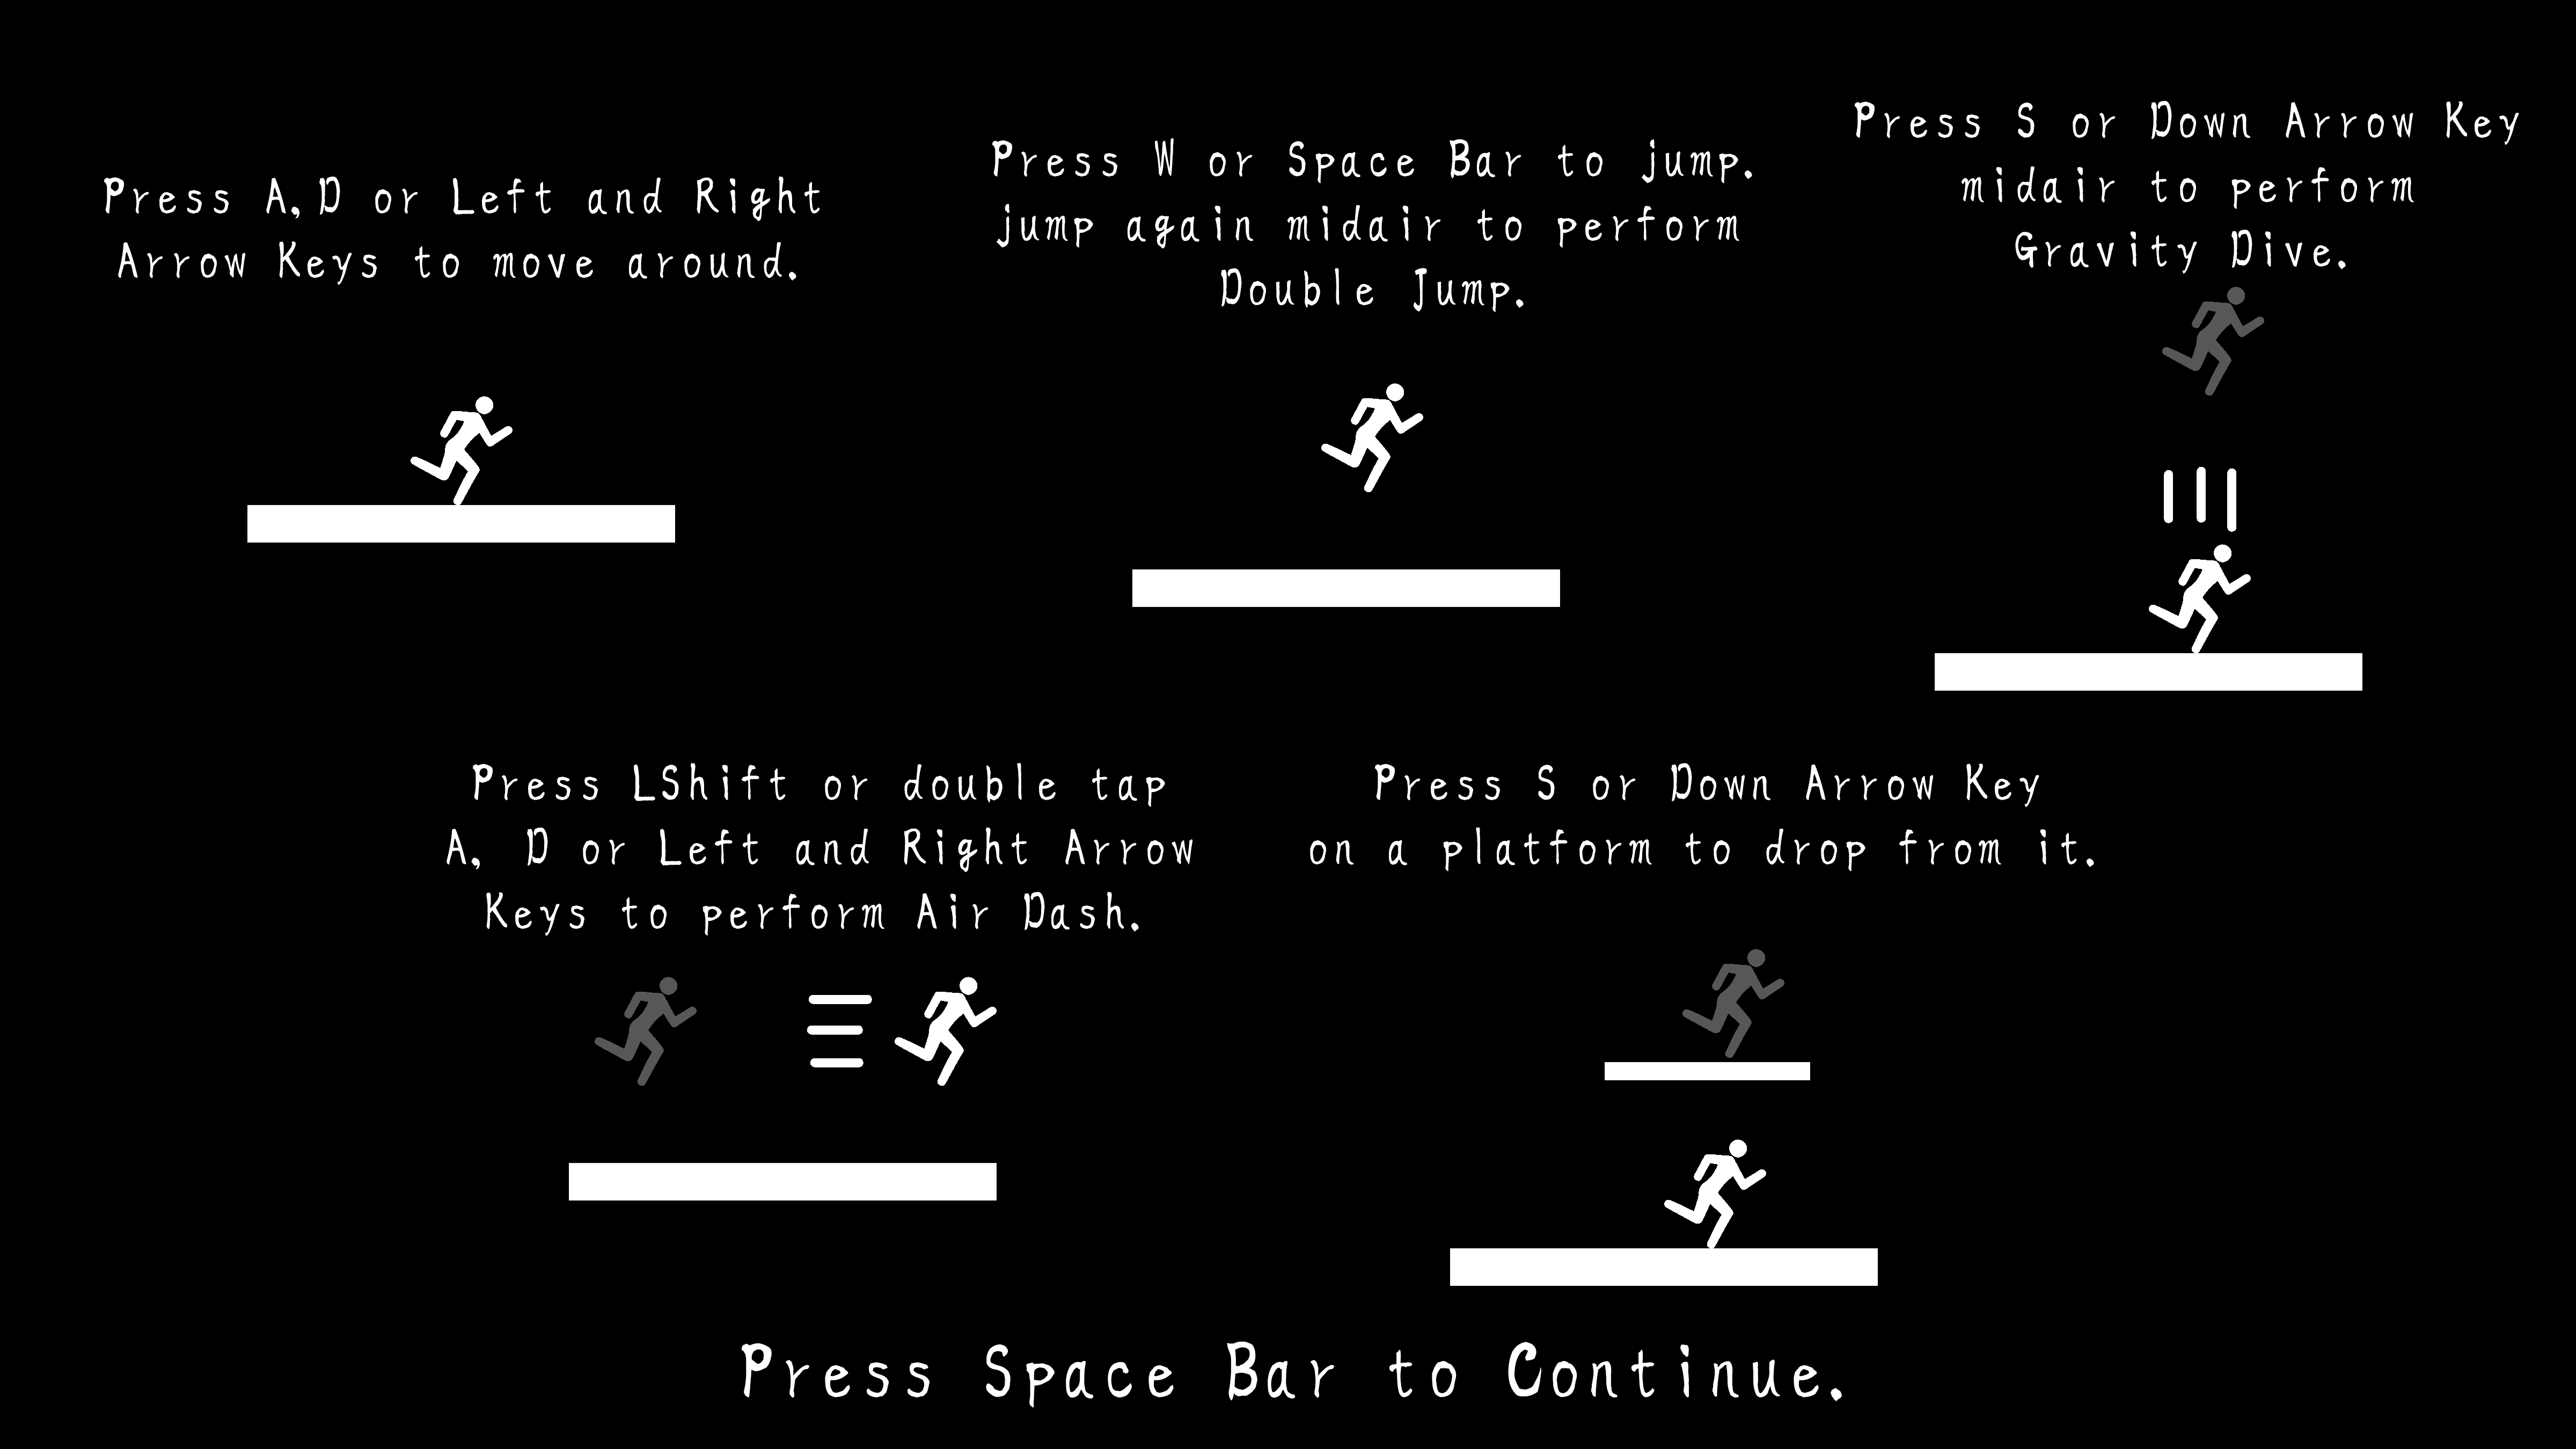 Press A,D or Left and Right
Arrow Keys to move around.
Press W or Space Bar to jump.
jump again midair to perform
Double Jump.
Press S or Down Arrow Key
midair to perform
Gravity Dive.
Press LShift or double tap
A, D or Left and Right Arrow
Keys to perform Air Dash.
Press S or Down Arrow Key
on a platform to drop from it.
Press Space Bar to Continue.